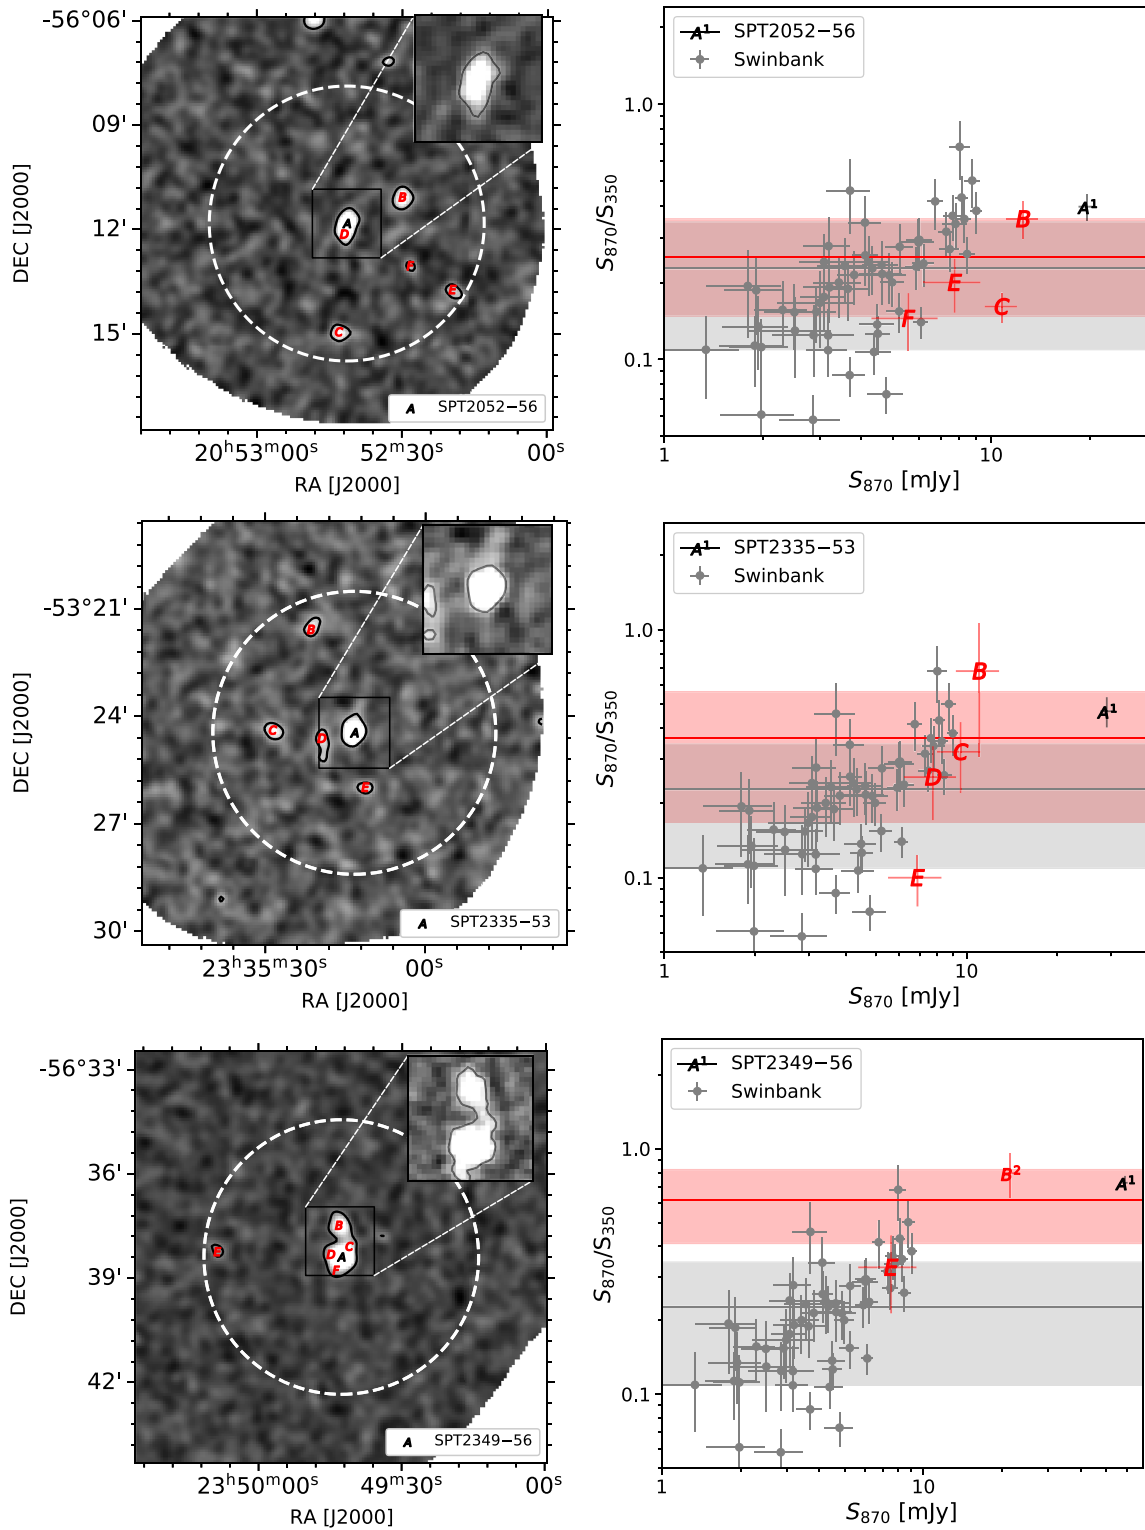 -56°06'
09'
12'
15'
DEC [J2000]
A
D
B
F
E
C
A SPT2052−56
20ʰ53ᵐ00ˢ 52ᵐ30ˢ 00ˢ
RA [J2000]
A¹ SPT2052−56
Swinbank
1.0
0.1
S₈₇₀/S₃₅₀
B
A¹
E
C
F
1 10
S₈₇₀ [mJy]
-53°21'
24'
27'
30'
DEC [J2000]
B
C
D
A
E
A SPT2335−53
23ʰ35ᵐ30ˢ 00ˢ
RA [J2000]
A¹ SPT2335−53
Swinbank
1.0
0.1
S₈₇₀/S₃₅₀
B
A¹
C
D
E
1 10
S₈₇₀ [mJy]
-56°33'
36'
39'
42'
DEC [J2000]
B
C
D
A
F
E
A SPT2349−56
23ʰ50ᵐ00ˢ 49ᵐ30ˢ 00ˢ
RA [J2000]
A¹ SPT2349−56
Swinbank
1.0
0.1
S₈₇₀/S₃₅₀
B²
A¹
E
1 10
S₈₇₀ [mJy]